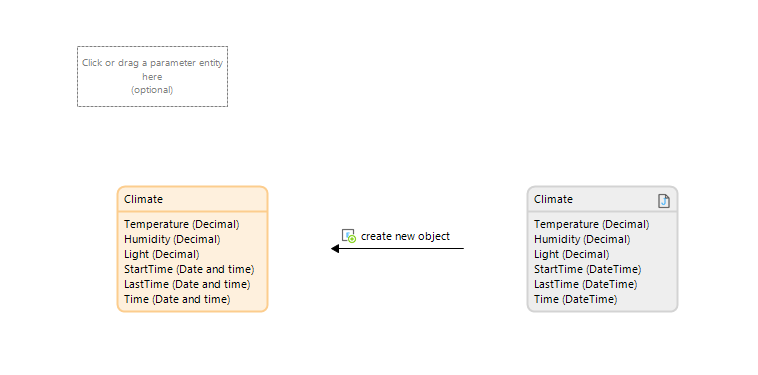 Click or drag a parameter entity
here
(optional)
Climate
Temperature (Decimal)
Humidity (Decimal)
Light (Decimal)
StartTime (Date and time)
LastTime (Date and time)
Time (Date and time)
create new object
Climate
Temperature (Decimal)
Humidity (Decimal)
Light (Decimal)
StartTime (DateTime)
LastTime (DateTime)
Time (DateTime)